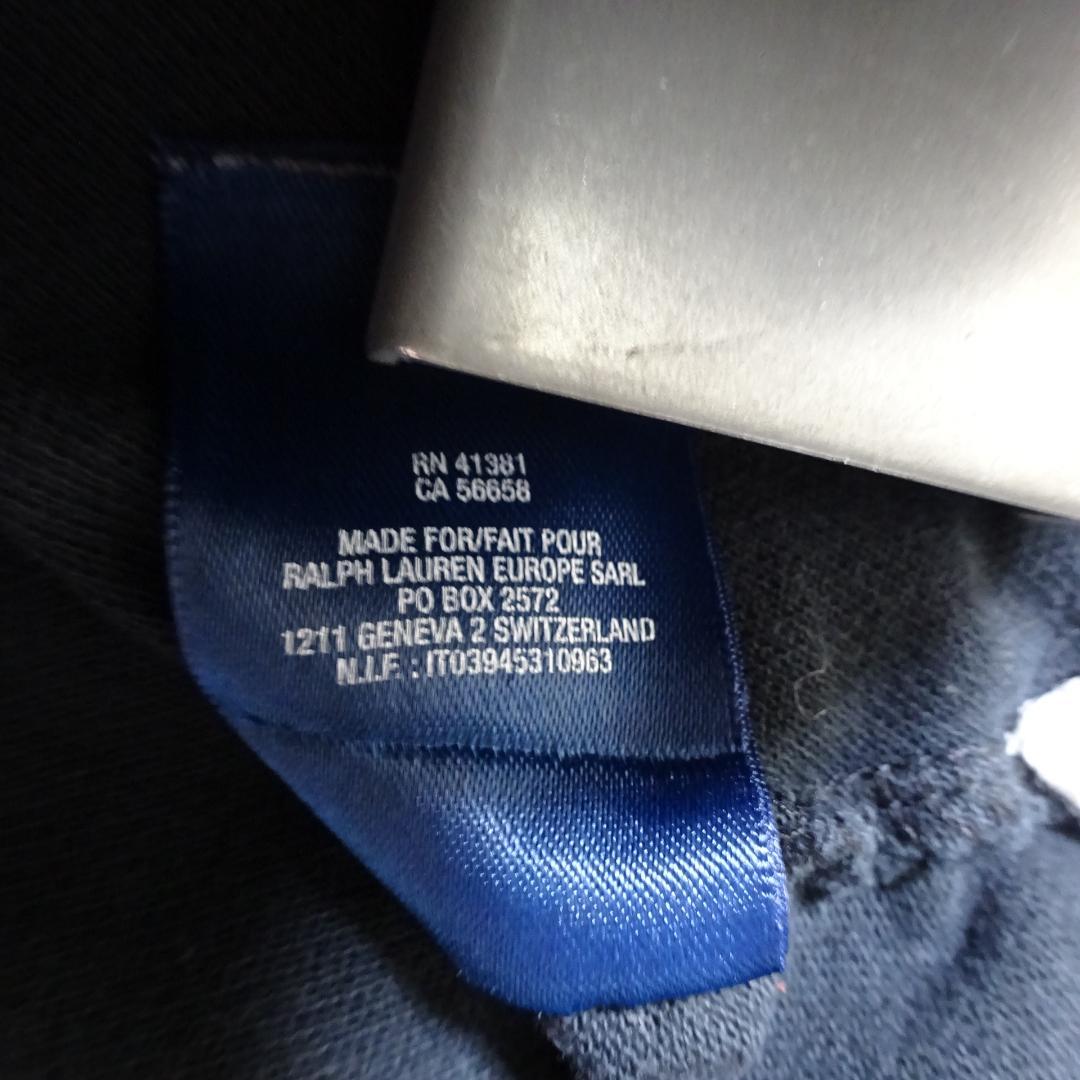 RN 41381
CA 56658
MADE FOR/FAIT POUR
RALPH LAUREN EUROPE SARL
PO BOX 2572
1211 GENEVA 2 SWITZERLAND
N.I.F. : IT03945310963